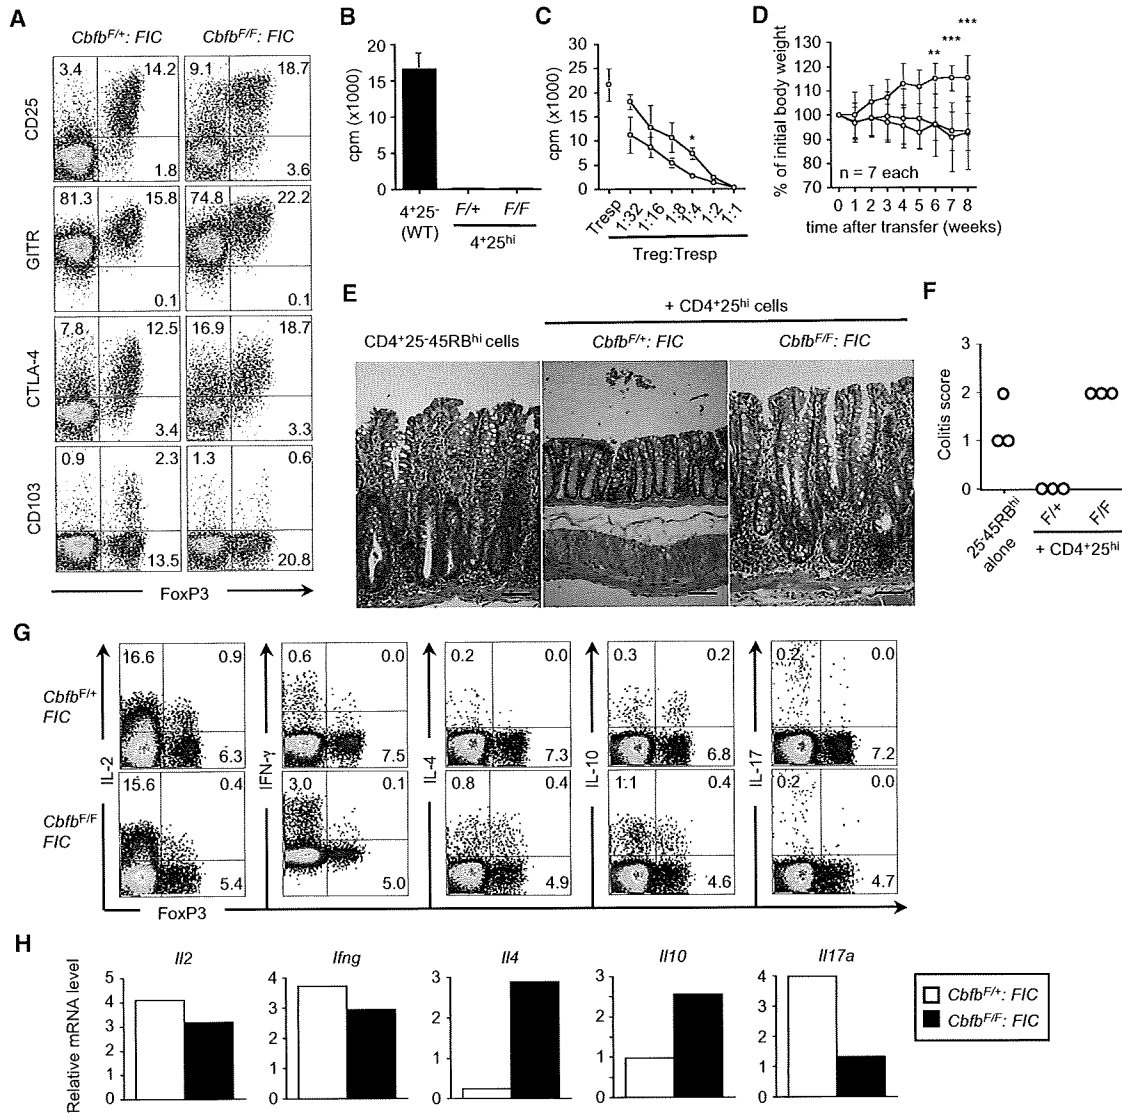 A
Cbfb^F/+: FIC Cbfb^F/F: FIC
CD25
3.4 14.2 9.1 18.7
1.8 3.6
GITR
81.3 15.8 74.8 22.2
0.1 0.1
CTLA-4
7.8 12.5 16.9 18.7
3.4 3.3
CD103
0.9 2.3 1.3 0.6
13.5 20.8
FoxP3
B
cpm (x1000)
20
15
10
5
0
4+25- (WT) F/+ F/F
4+25hi
C
cpm (x1000)
30
25
20
15
10
5
0
*
Tresp 1:32 1:16 1:8 1:4 1:2 1:1
Treg:Tresp
D
% of initial body weight
130
120
110
100
90
80
70
** *** ***
n = 7 each
0 1 2 3 4 5 6 7 8
time after transfer (weeks)
E
+ CD4+25hi cells
CD4+25-45RBhi cells Cbfb^F/+: FIC Cbfb^F/F: FIC
F
Colitis score
3
2
1
0
25-45RBhi alone F/+ F/F
+ CD4+25hi
G
Cbfb^F/+ FIC
Cbfb^F/F FIC
IL-2
16.6 0.9
6.3
15.6 0.4
5.4
IFN-γ
0.6 0.0
7.5
3.0 0.1
5.0
IL-4
0.2 0.0
7.3
0.8 0.4
4.9
IL-10
0.3 0.2
6.8
1.1 0.4
4.6
IL-17
0.2 0.0
7.2
0.2 0.0
4.7
FoxP3
H
Relative mRNA level
Il2
5
4
3
2
1
0
Ifng
4
3
2
1
0
Il4
3
2
1
0
Il10
3
2
1
0
Il17a
4
3
2
1
0
Cbfb^F/+: FIC
Cbfb^F/F: FIC